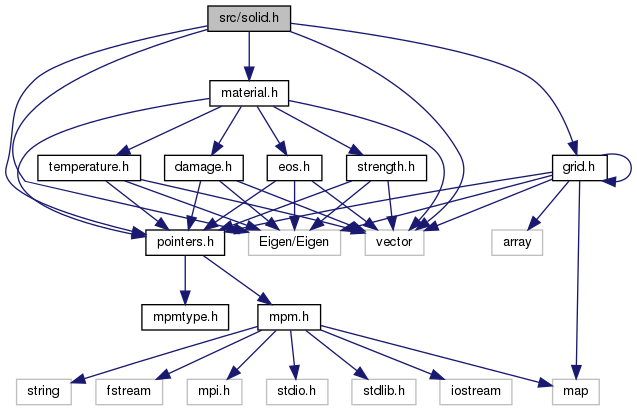 src/solid.h
material.h
temperature.h
damage.h
eos.h
strength.h
grid.h
pointers.h
Eigen/Eigen
vector
array
mpmtype.h
mpm.h
string
fstream
mpi.h
stdio.h
stdlib.h
iostream
map